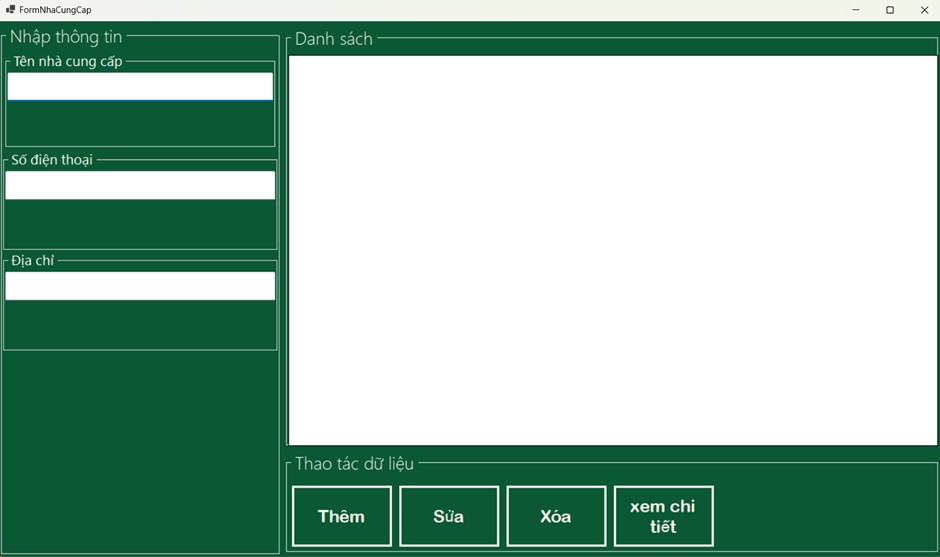 FormNhaCungCap
Nhập thông tin
Tên nhà cung cấp
Số điện thoại
Địa chỉ
Danh sách
Thao tác dữ liệu
Thêm
Sửa
Xóa
xem chi
tiết